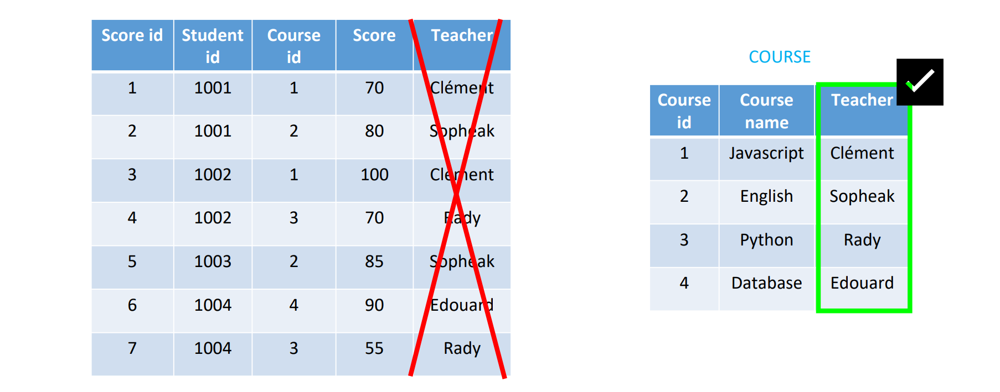 Score id Student id Course id Score Teacher
1 1001 1 70 Clément
2 1001 2 80 Sopheak
3 1002 1 100 Clément
4 1002 3 70 Rady
5 1003 2 85 Sopheak
6 1004 4 90 Edouard
7 1004 3 55 Rady
COURSE
Course id Course name Teacher
1 Javascript Clément
2 English Sopheak
3 Python Rady
4 Database Edouard